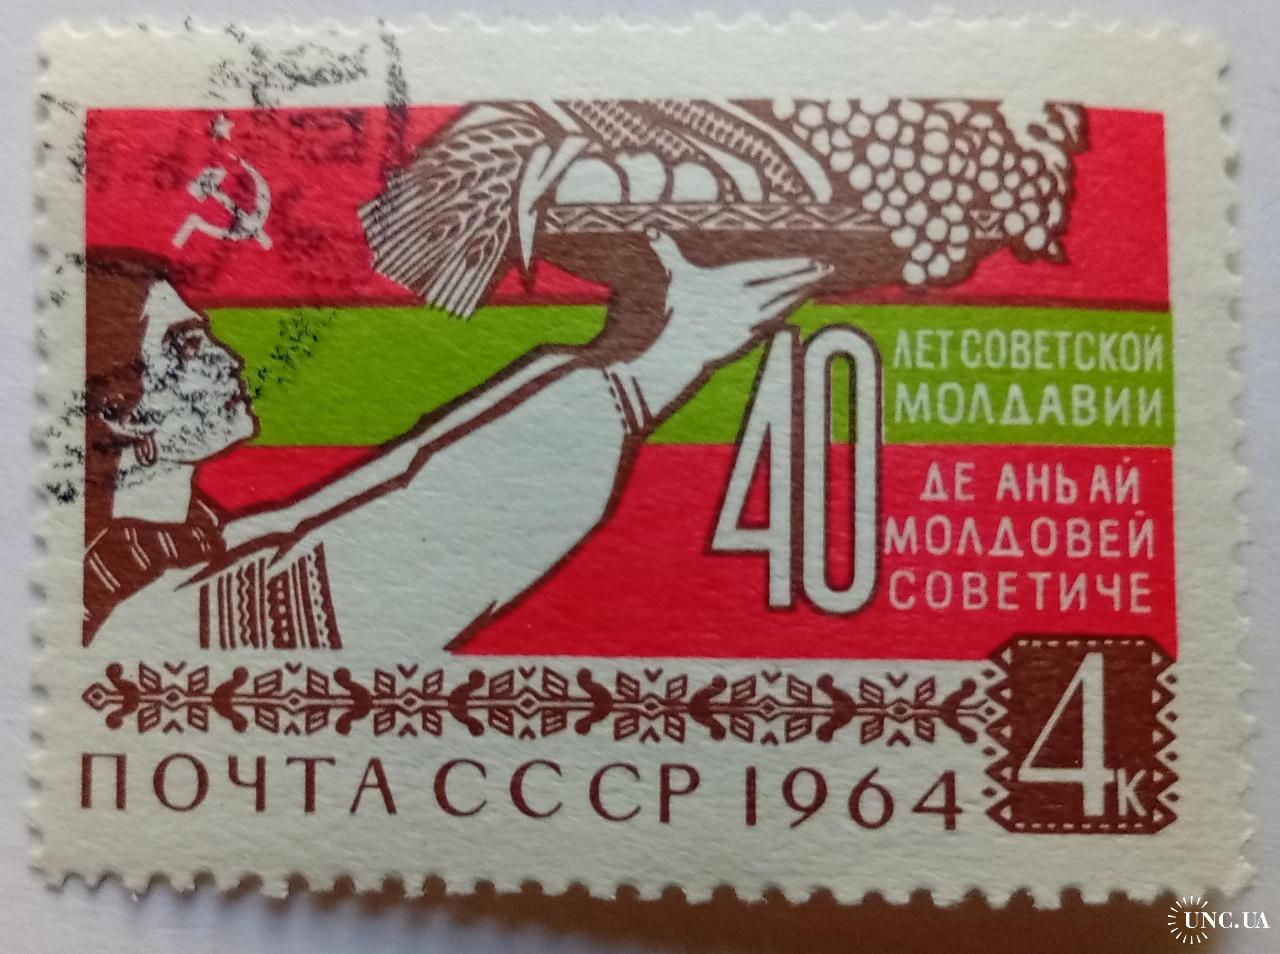 40
ЛЕТ СОВЕТСКОЙ
МОЛДАВИИ
ДЕ АНЬ АЙ
МОЛДОВЕЙ
СОВЕТИЧЕ
4К
ПОЧТА СССР 1964
UNC.UA